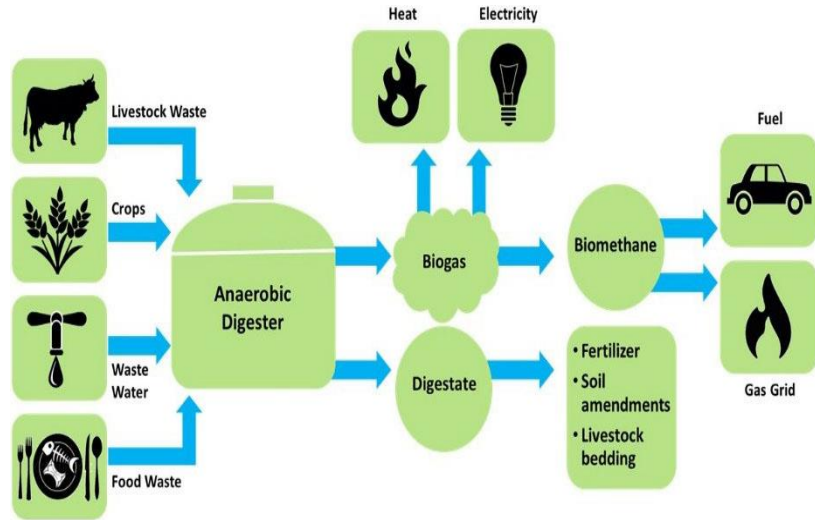 Heat
Electricity
Livestock Waste
Fuel
Crops
Biogas
Biomethane
Anaerobic
Digester
Waste
Water
Digestate
• Fertilizer
• Soil
amendments
• Livestock
bedding
Gas Grid
Food Waste